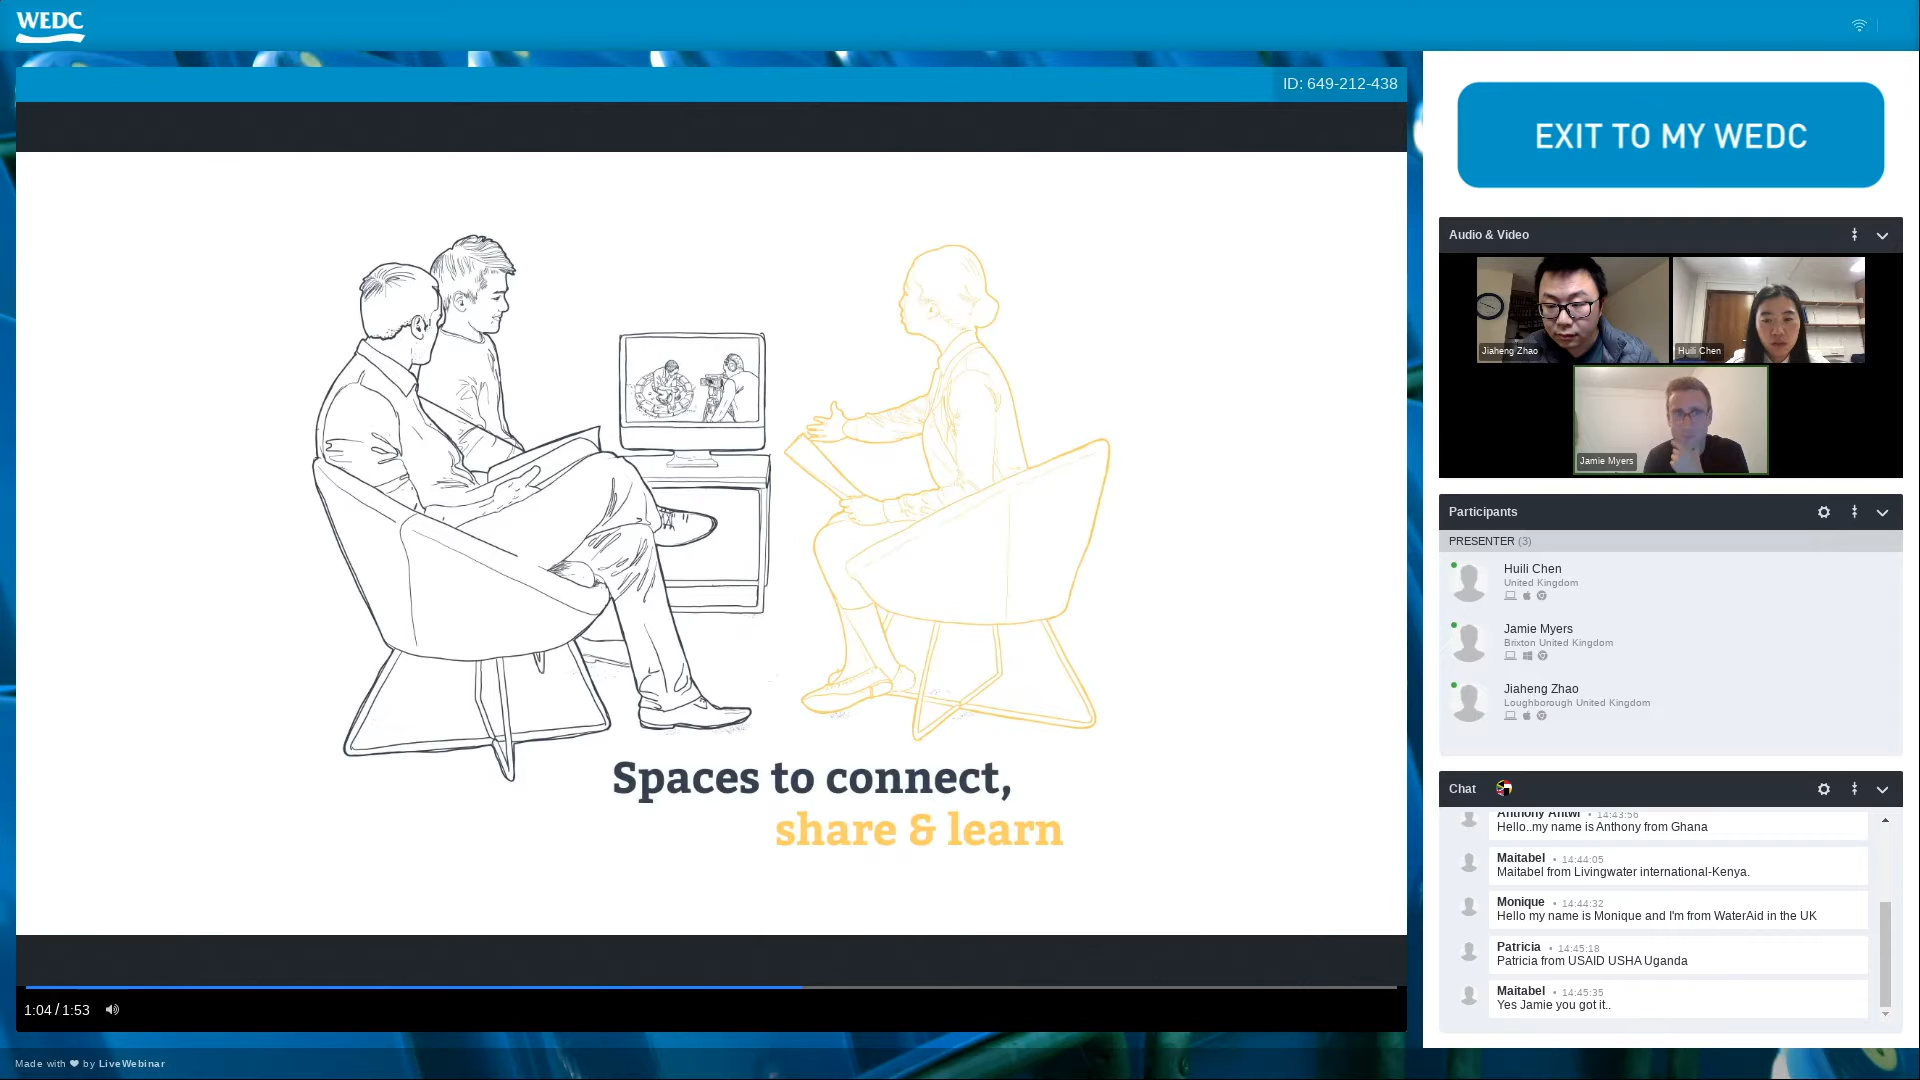 WEDC
ID: 649-212-438
Spaces to connect,
share & learn
1:04 / 1:53
Made with by LiveWebinar
EXIT TO MY WEDC
Audio & Video
Jiaheng Zhao
Huili Chen
Jamie Myers
Participants
PRESENTER (3)
Huili Chen
United Kingdom
Jamie Myers
Brixton United Kingdom
Jiaheng Zhao
Loughborough United Kingdom
Chat
Anthony Antwi • 14:43:56
Hello..my name is Anthony from Ghana
Maitabel • 14:44:05
Maitabel from Livingwater international-Kenya.
Monique • 14:44:32
Hello my name is Monique and I'm from WaterAid in the UK
Patricia • 14:45:18
Patricia from USAID USHA Uganda
Maitabel • 14:45:35
Yes Jamie you got it..